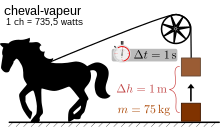 cheval-vapeur
1 ch = 735,5 watts
Δt = 1 s
Δh = 1 m
m = 75 kg